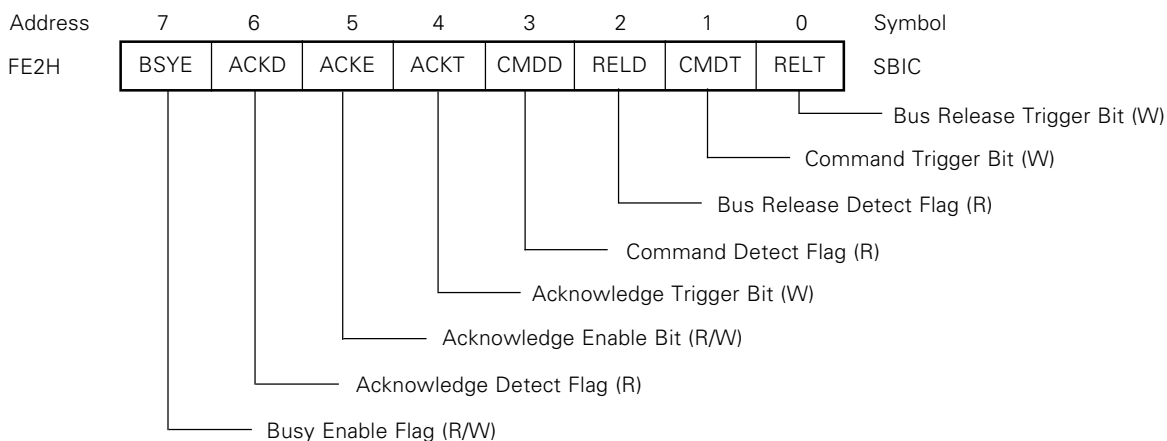 Address 7 6 5 4 3 2 1 0 Symbol
FE2H BSYE ACKD ACKE ACKT CMDD RELD CMDT RELT SBIC
Bus Release Trigger Bit (W)
Command Trigger Bit (W)
Bus Release Detect Flag (R)
Command Detect Flag (R)
Acknowledge Trigger Bit (W)
Acknowledge Enable Bit (R/W)
Acknowledge Detect Flag (R)
Busy Enable Flag (R/W)